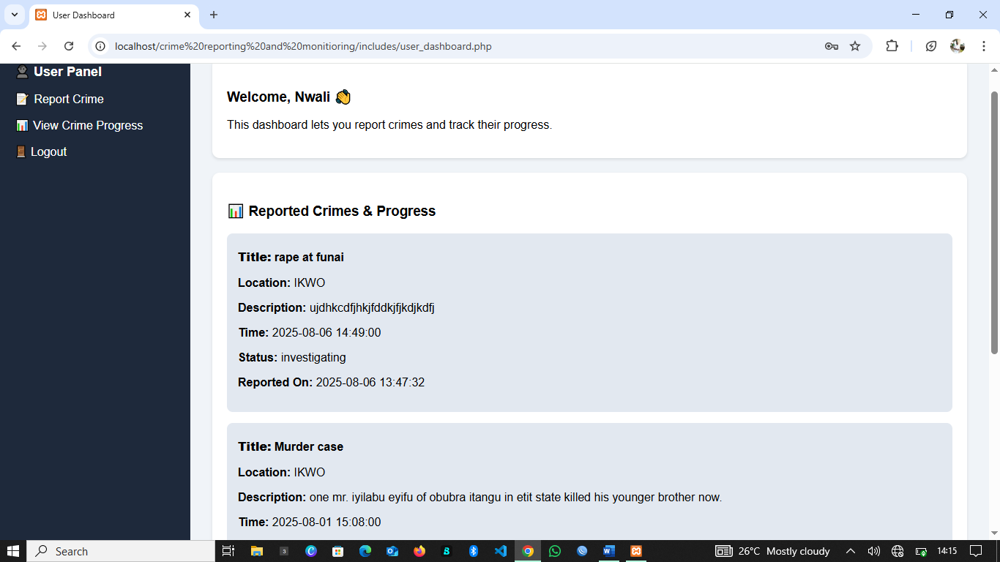 User Dashboard
localhost/crime%20reporting%20and%20monitioring/includes/user_dashboard.php
User Panel
Report Crime
View Crime Progress
Logout
Welcome, Nwali
This dashboard lets you report crimes and track their progress.
Reported Crimes & Progress
Title: rape at funai
Location: IKWO
Description: ujdhkcdfjhkjfddkjfjkdjkdfj
Time: 2025-08-06 14:49:00
Status: investigating
Reported On: 2025-08-06 13:47:32
Title: Murder case
Location: IKWO
Description: one mr. iyilabu eyifu of obubra itangu in etit state killed his younger brother now.
Time: 2025-08-01 15:08:00
Search
3
26°C Mostly cloudy
14:15